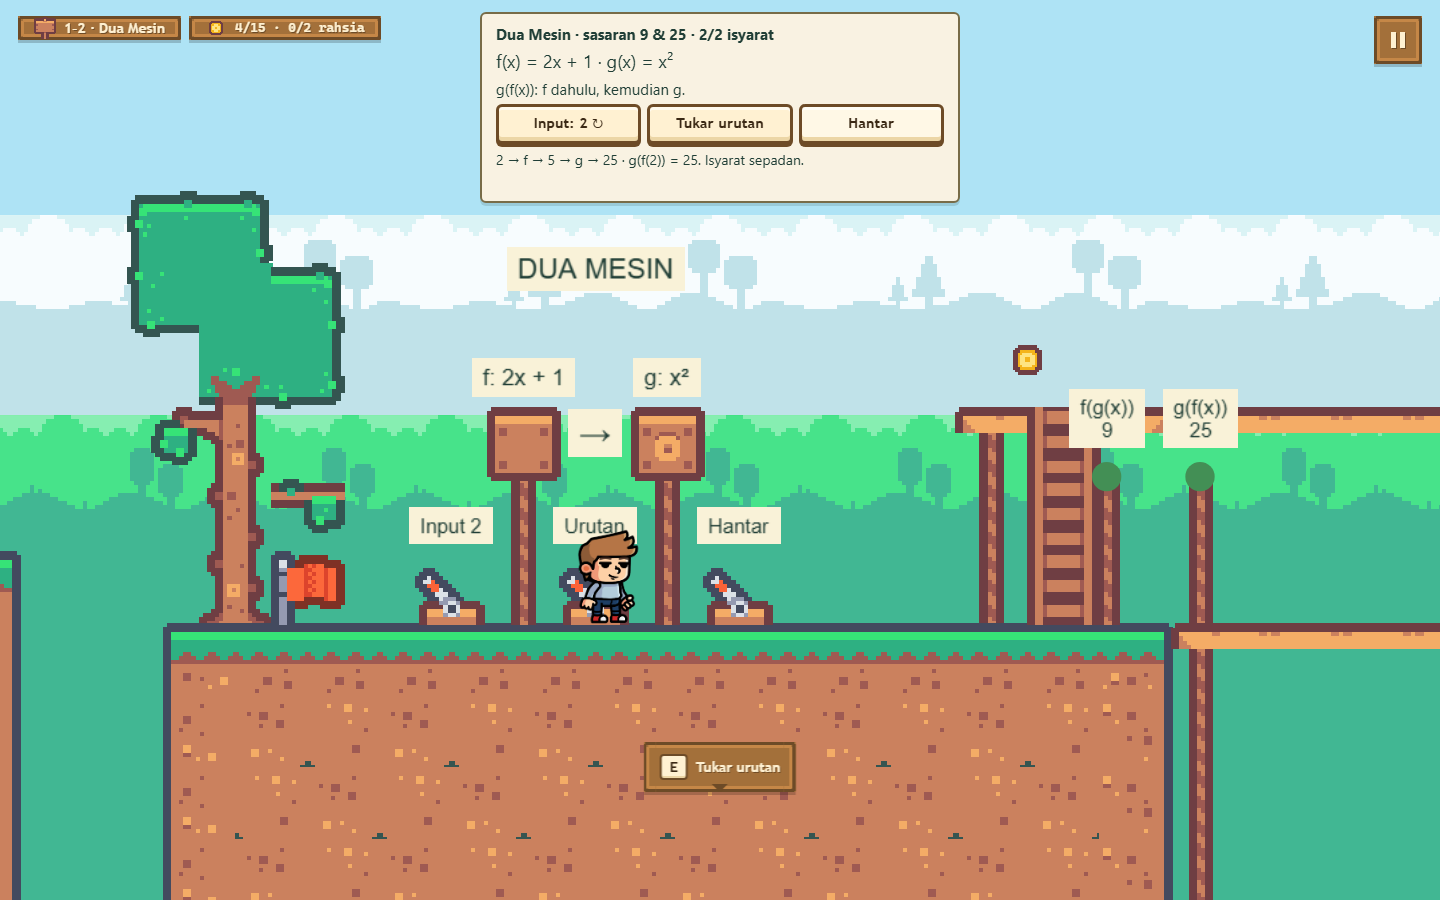 1-2 · Dua Mesin
4/15 · 0/2 rahsia
Dua Mesin · sasaran 9 & 25 · 2/2 isyarat
f(x) = 2x + 1 · g(x) = x²
g(f(x)): f dahulu, kemudian g.
Input: 2 ↻
Tukar urutan
Hantar
2 → f → 5 → g → 25 · g(f(2)) = 25. Isyarat sepadan.
DUA MESIN
f: 2x + 1
g: x²
→
f(g(x))
9
g(f(x))
25
Input 2
Urutan
Hantar
E Tukar urutan